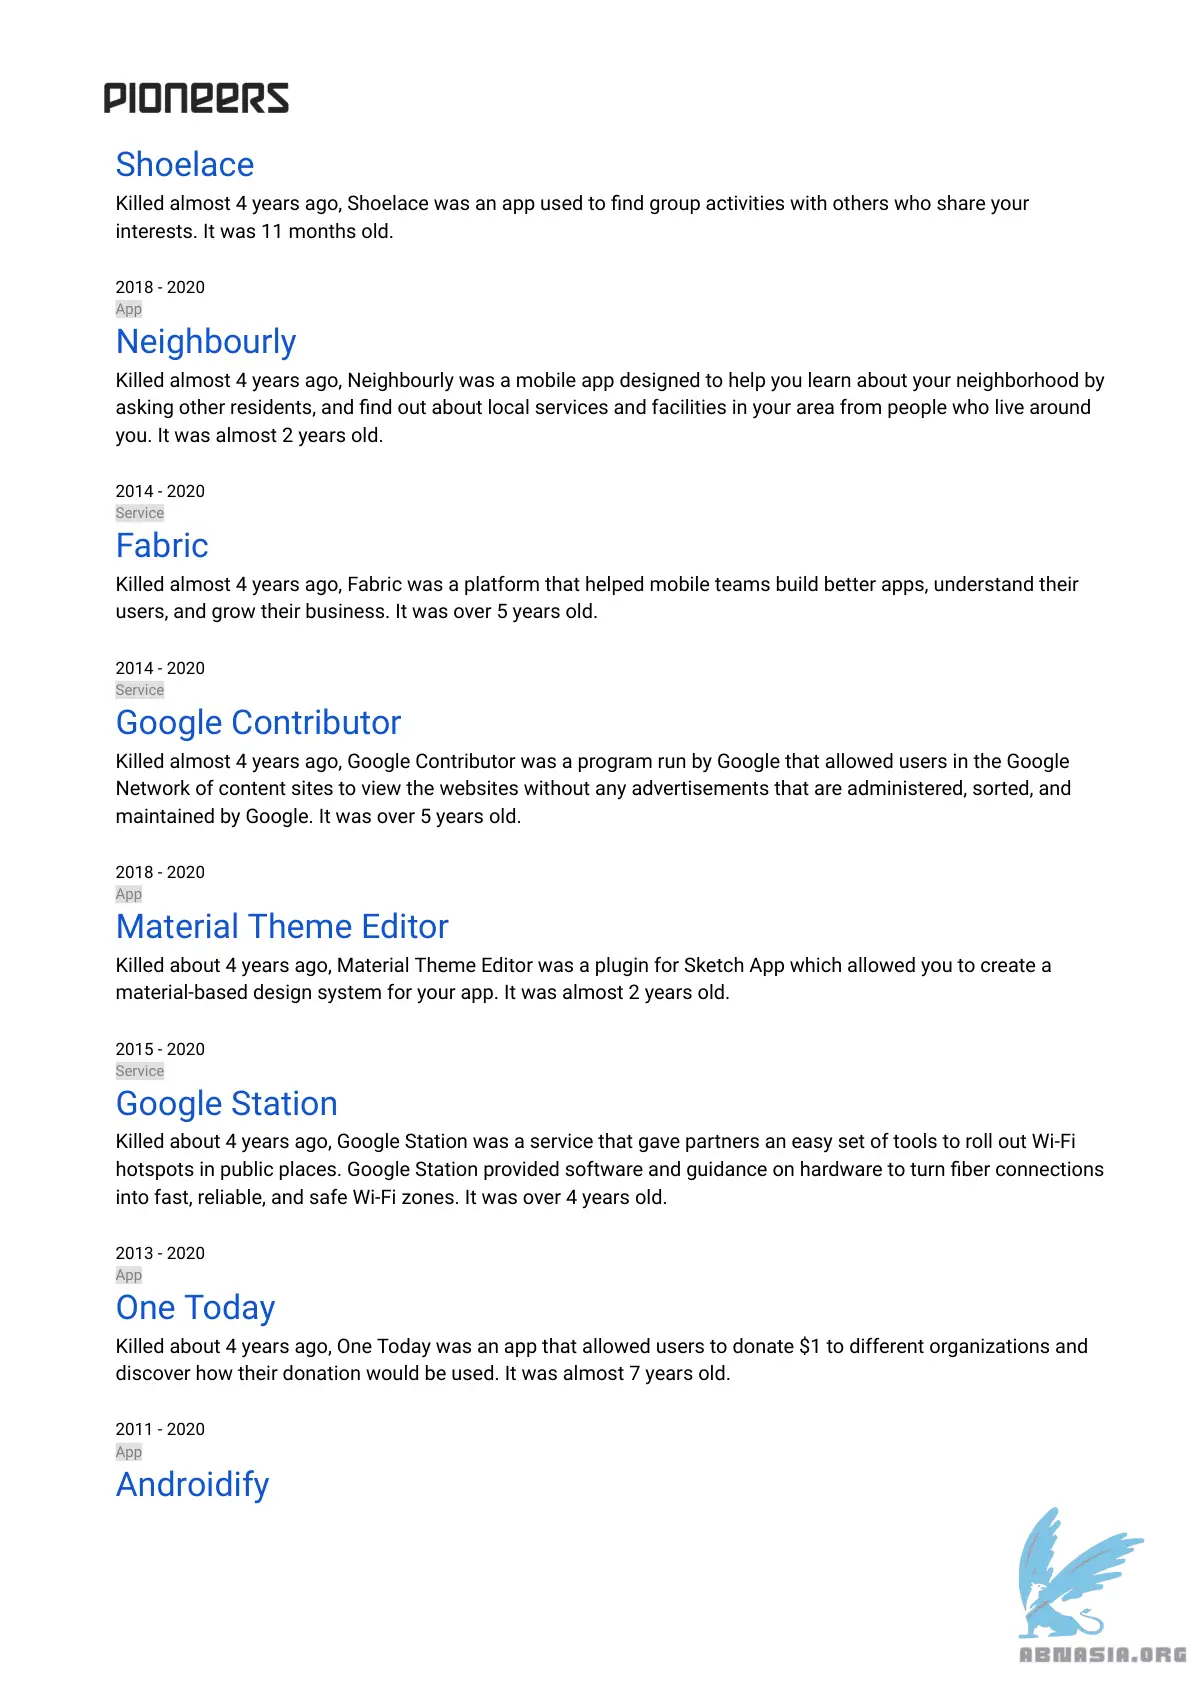 PIONEERS
Shoelace
Killed almost 4 years ago, Shoelace was an app used to find group activities with others who share your
interests. It was 11 months old.
2018 - 2020
App
Neighbourly
Killed almost 4 years ago, Neighbourly was a mobile app designed to help you learn about your neighborhood by
asking other residents, and find out about local services and facilities in your area from people who live around
you. It was almost 2 years old.
2014 - 2020
Service
Fabric
Killed almost 4 years ago, Fabric was a platform that helped mobile teams build better apps, understand their
users, and grow their business. It was over 5 years old.
2014 - 2020
Service
Google Contributor
Killed almost 4 years ago, Google Contributor was a program run by Google that allowed users in the Google
Network of content sites to view the websites without any advertisements that are administered, sorted, and
maintained by Google. It was over 5 years old.
2018 - 2020
App
Material Theme Editor
Killed about 4 years ago, Material Theme Editor was a plugin for Sketch App which allowed you to create a
material-based design system for your app. It was almost 2 years old.
2015 - 2020
Service
Google Station
Killed about 4 years ago, Google Station was a service that gave partners an easy set of tools to roll out Wi-Fi
hotspots in public places. Google Station provided software and guidance on hardware to turn fiber connections
into fast, reliable, and safe Wi-Fi zones. It was over 4 years old.
2013 - 2020
App
One Today
Killed about 4 years ago, One Today was an app that allowed users to donate $1 to different organizations and
discover how their donation would be used. It was almost 7 years old.
2011 - 2020
App
Androidify
ABNASIA.ORG